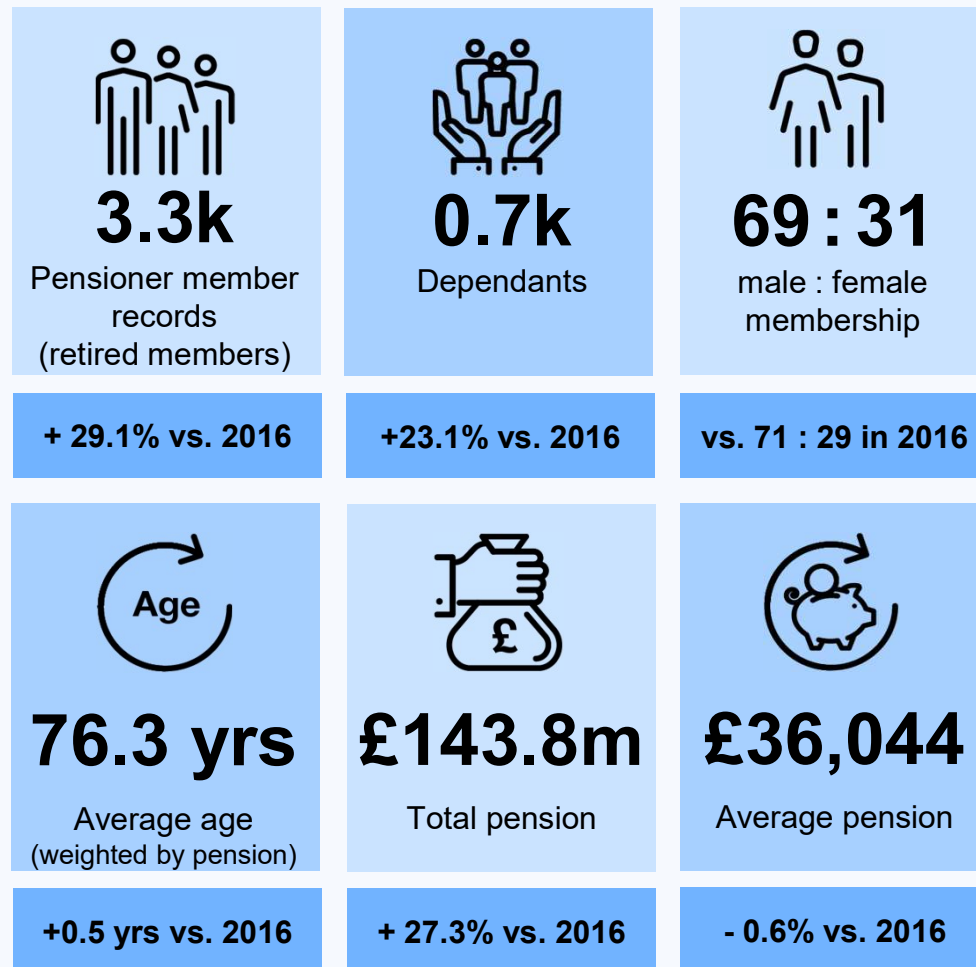 3.3k
Pensioner member
records
(retired members)
+ 29.1% vs. 2016
0.7k
Dependants
+23.1% vs. 2016
69 : 31
male : female
membership
vs. 71 : 29 in 2016
Age
76.3 yrs
Average age
(weighted by pension)
+0.5 yrs vs. 2016
£
£143.8m
Total pension
+ 27.3% vs. 2016
£36,044
Average pension
- 0.6% vs. 2016